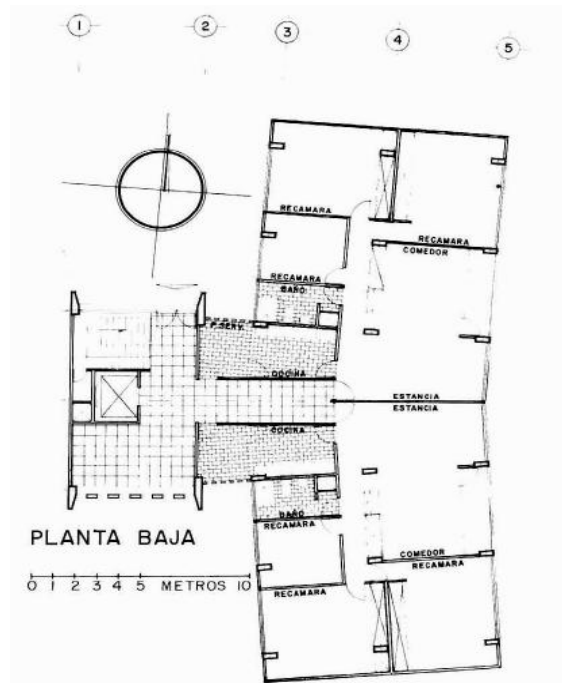 1 2 3 4 5
RECAMARA
RECAMARA
COMEDOR
RECAMARA
BAÑO
P. SERV.
COCINA
ESTANCIA
ESTANCIA
COCINA
BAÑO
RECAMARA
COMEDOR
RECAMARA
RECAMARA
PLANTA BAJA
0 1 2 3 4 5 METROS 10